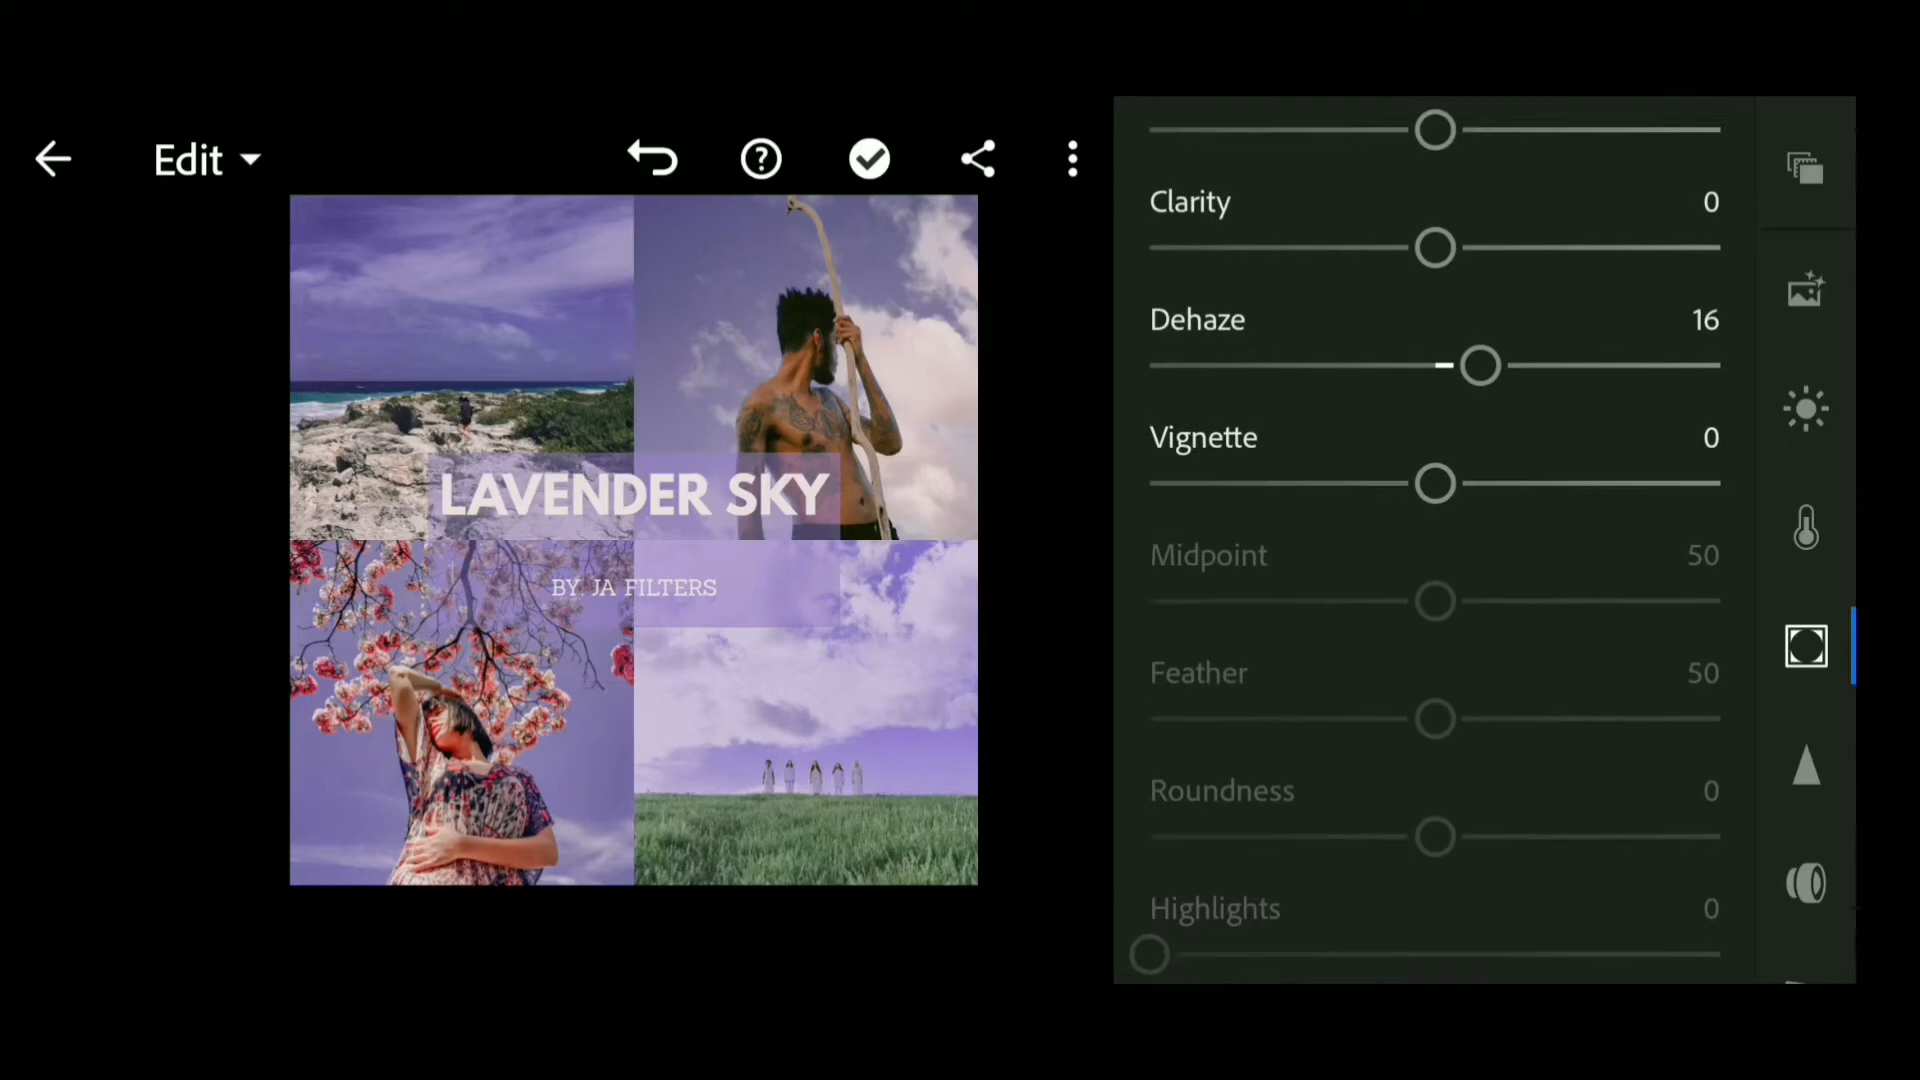 Edit
LAVENDER SKY
BY. JA FILTERS
Clarity 0
Dehaze 16
Vignette 0
Midpoint 50
Feather 50
Roundness 0
Highlights 0